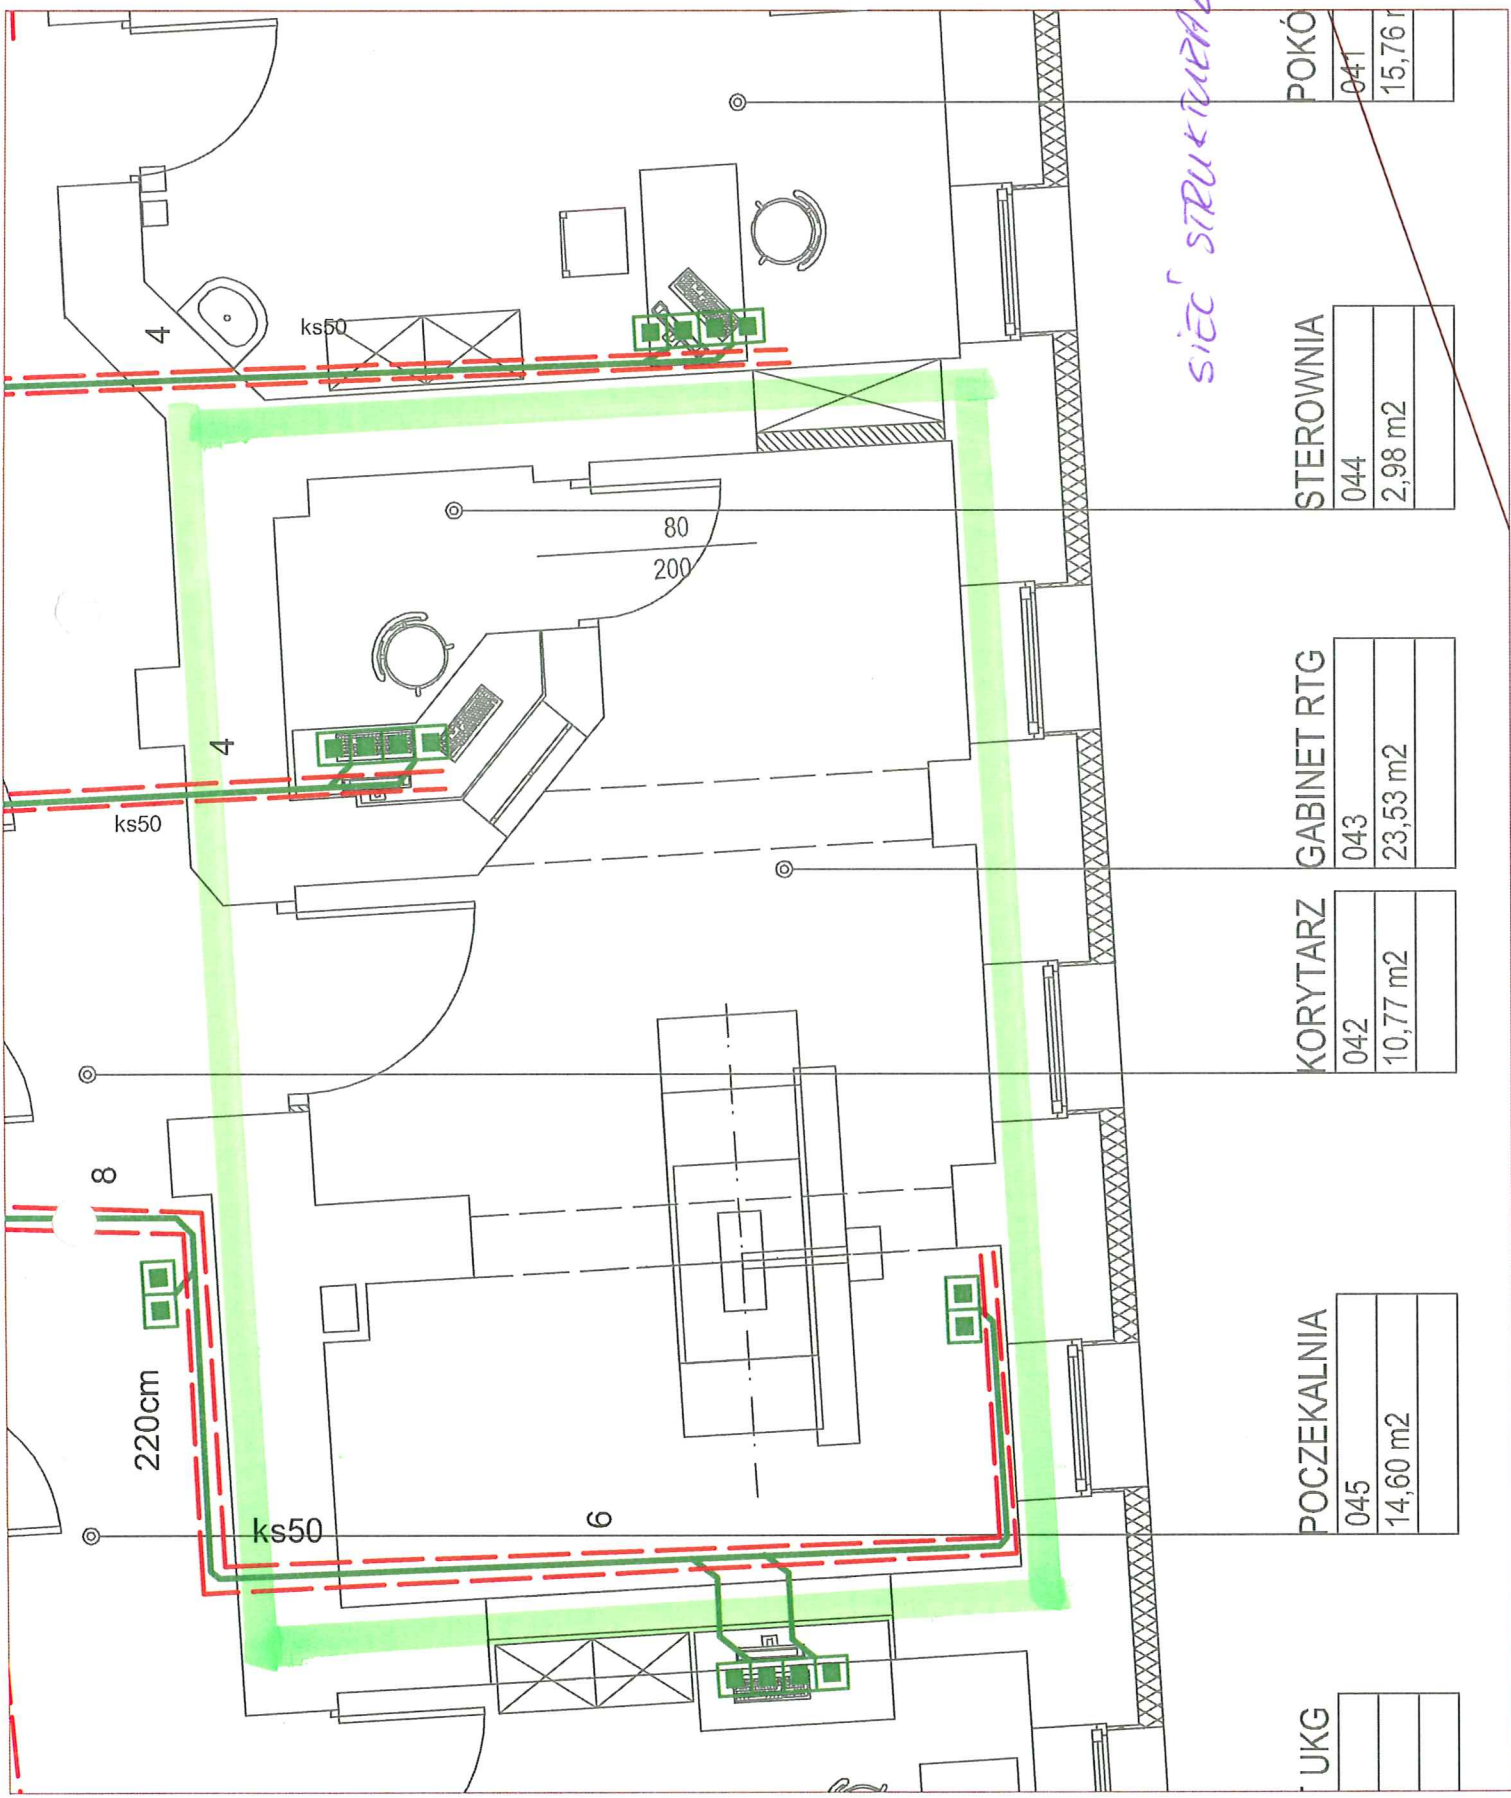 POKÓ
041
15,76
SIEĆ
STEROWNIA
044
2,98 m2
GABINET RTG
043
23,53 m2
KORYTARZ
042
10,77 m2
POCZEKALNIA
045
14,60 m2
UKG
4
ks50
80
200
4
ks50
8
220cm
ks50
6